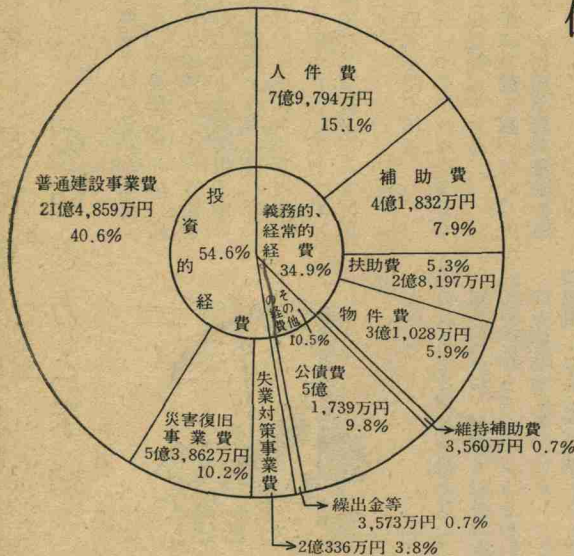 人件費
7億9,794万円
15.1%
補助費
4億1,832万円
7.9%
扶助費 5.3%
2億8,197万円
物件費
3億1,028万円
5.9%
維持補助費
3,560万円 0.7%
公債費
5億
1,739万円
9.8%
繰出金等
3,573万円 0.7%
失業対策事業費
2億336万円 3.8%
災害復旧
事業費
5億3,862万円
10.2%
普通建設事業費
21億4,859万円
40.6%
投資的経費
54.6%
義務的、
経常的
経費
34.9%
その他
の経費
10.5%